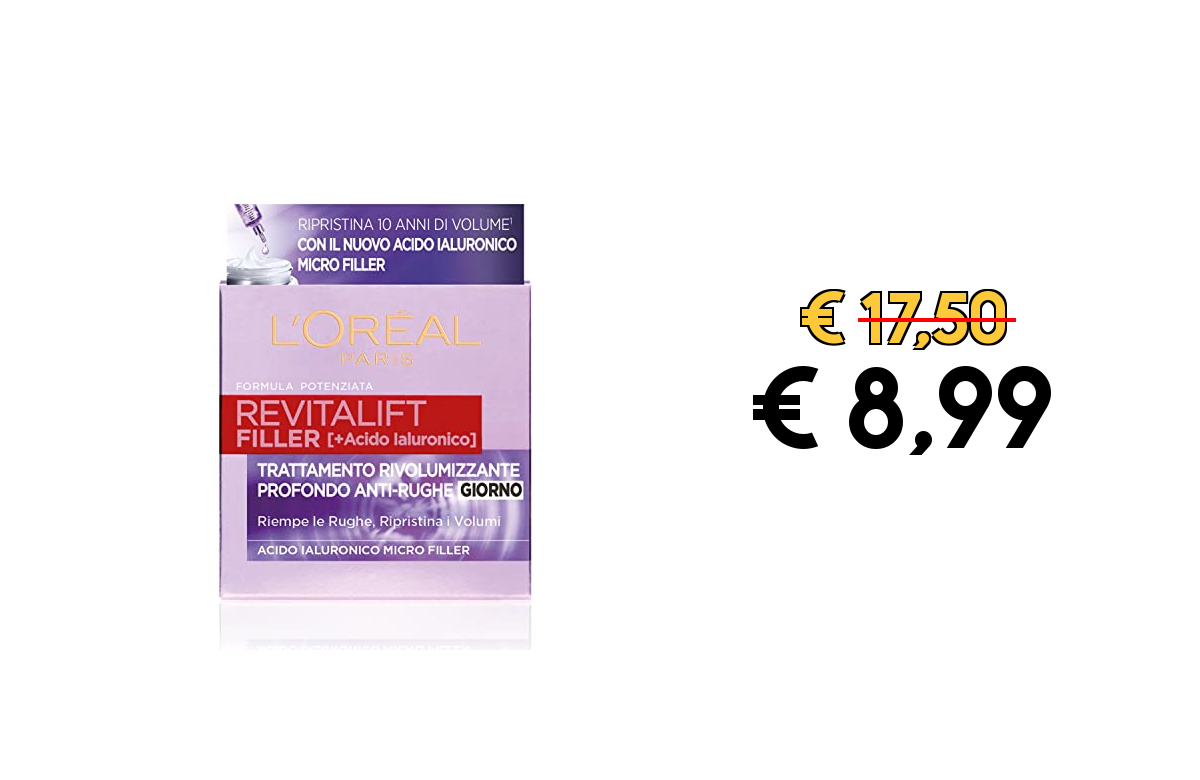 RIPRISTINA 10 ANNI DI VOLUME¹
CON IL NUOVO ACIDO IALURONICO
MICRO FILLER
L'ORÉAL
PARIS
FORMULA POTENZIATA
REVITALIFT
FILLER [+Acido Ialuronico]
TRATTAMENTO RIVOLUMIZZANTE
PROFONDO ANTI-RUGHE GIORNO
Riempe le Rughe, Ripristina i Volumi
ACIDO IALURONICO MICRO FILLER
€ 17,50
€ 8,99